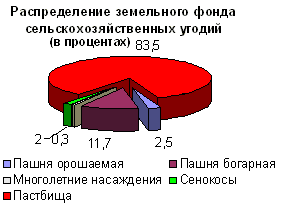 Распределение земельного фонда
сельскохозяйственных угодий
(в процентах)
83,5
2
0,3
11,7
2,5
Пашня орошаемая
Пашня богарная
Многолетние насаждения
Сенокосы
Пастбища